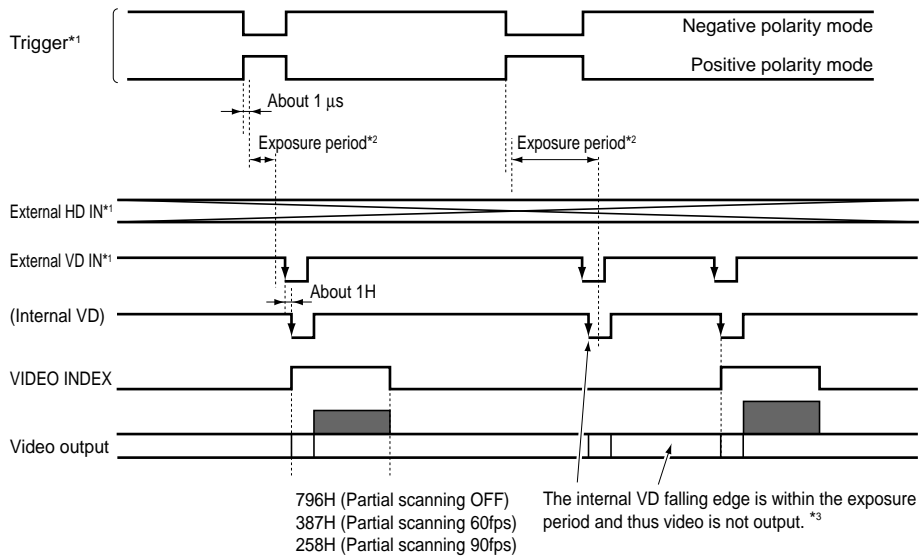 Negative polarity mode
Trigger*1
Positive polarity mode
About 1 μs
Exposure period*2
Exposure period*2
External HD IN*1
External VD IN*1
About 1H
(Internal VD)
VIDEO INDEX
Video output
796H (Partial scanning OFF)
387H (Partial scanning 60fps)
258H (Partial scanning 90fps)
The internal VD falling edge is within the exposure
period and thus video is not output. *3